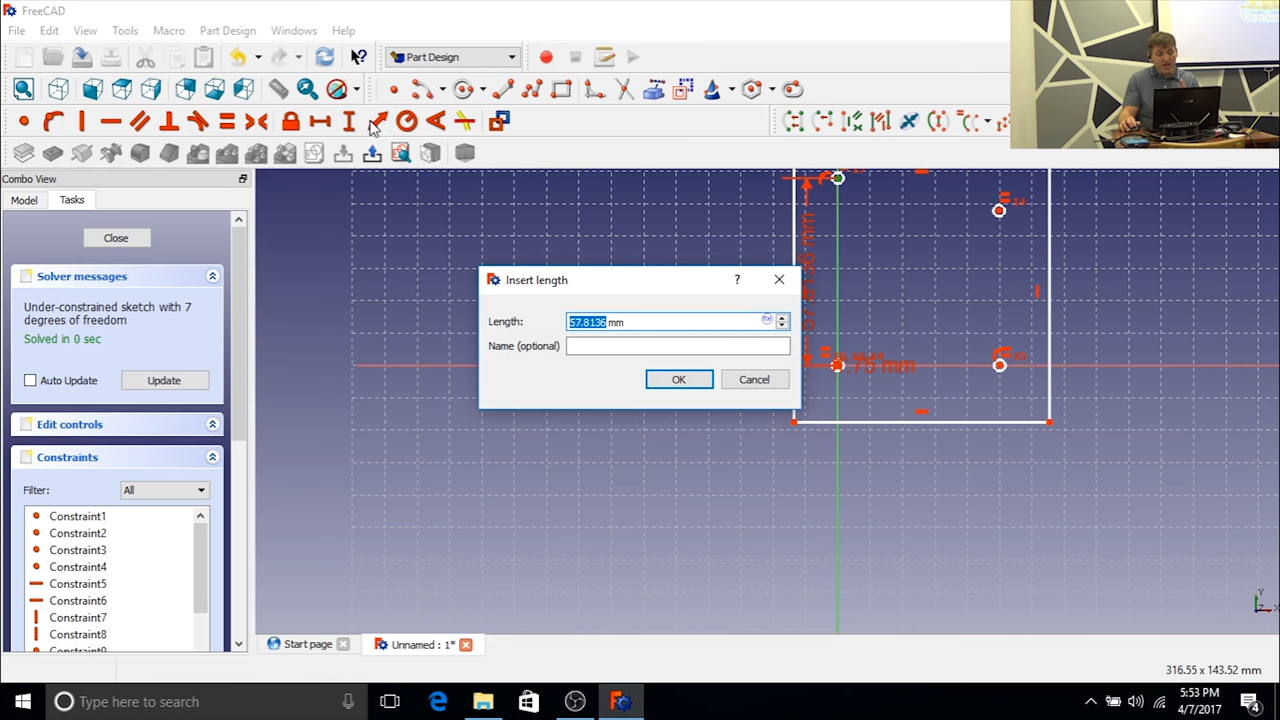 FreeCAD
File Edit View Tools Macro Part Design Windows Help
Part Design
Combo View
Model Tasks
Close
Solver messages
Under-constrained sketch with 7
degrees of freedom
Solved in 0 sec
Auto Update Update
Edit controls
Constraints
Filter: All
Constraint1
Constraint2
Constraint3
Constraint4
Constraint5
Constraint6
Constraint7
Constraint8
Constraint9
Insert length
?
Length: 57.8136 mm
Name (optional)
OK Cancel
mm
14
.75 mm
Y
X
Start page Unnamed : 1*
316.55 x 143.52 mm
Type here to search
5:53 PM
4/7/2017
4